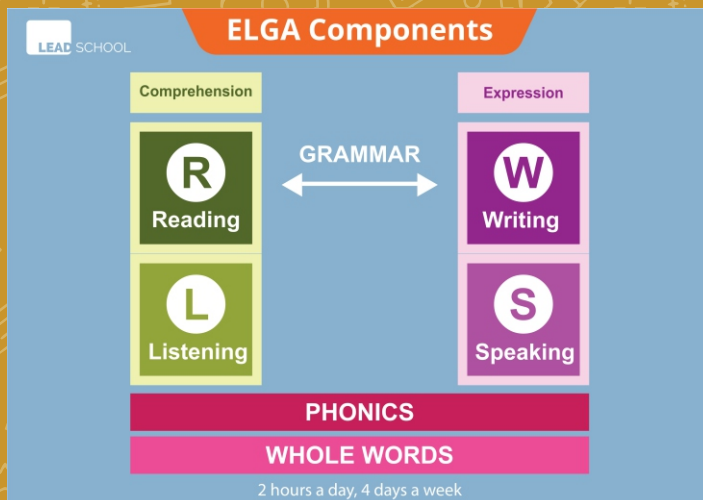 LEAD SCHOOL
ELGA Components
Comprehension
Expression
R
Reading
GRAMMAR
W
Writing
L
Listening
S
Speaking
PHONICS
WHOLE WORDS
2 hours a day, 4 days a week